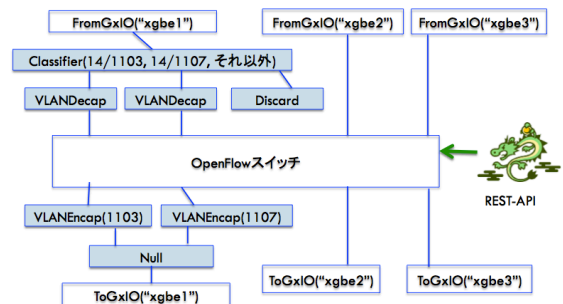 FromGxIO(“xgbe1”)
FromGxIO(“xgbe2”)
FromGxIO(“xgbe3”)
Classifier(14/1103, 14/1107, それ以外)
VLANDecap
VLANDecap
Discard
OpenFlowスイッチ
REST-API
VLANEncap(1103)
VLANEncap(1107)
Null
ToGxIO(“xgbe1”)
ToGxIO(“xgbe2”)
ToGxIO(“xgbe3”)